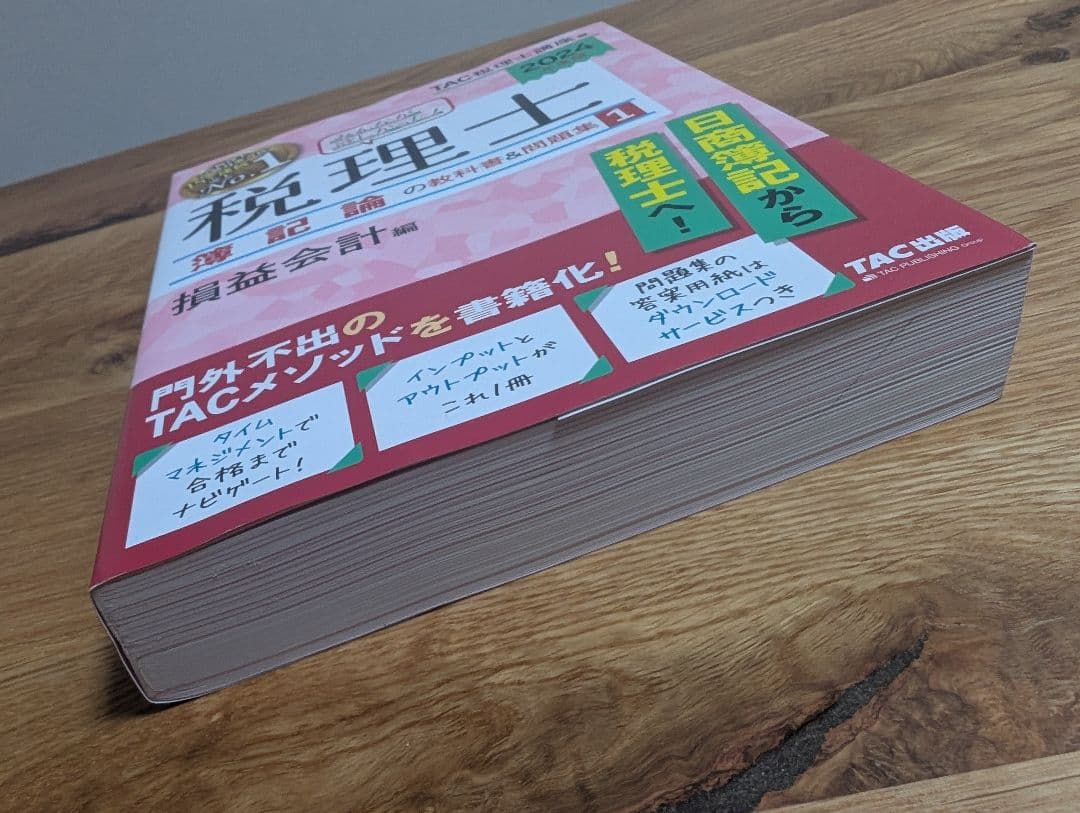 TAC税理士講座
2024
No.1
税理士
簿記論の教科書&問題集 1
損益会計編
日商簿記から
税理士へ!
門外不出の
TACメソッドを書籍化!
タイム
マネジメントで
合格まで
ナビゲート!
インプットと
アウトプットが
これ1冊
問題集の
答案用紙は
ダウンロード
サービスつき
TAC出版
TAC PUBLISHING Group